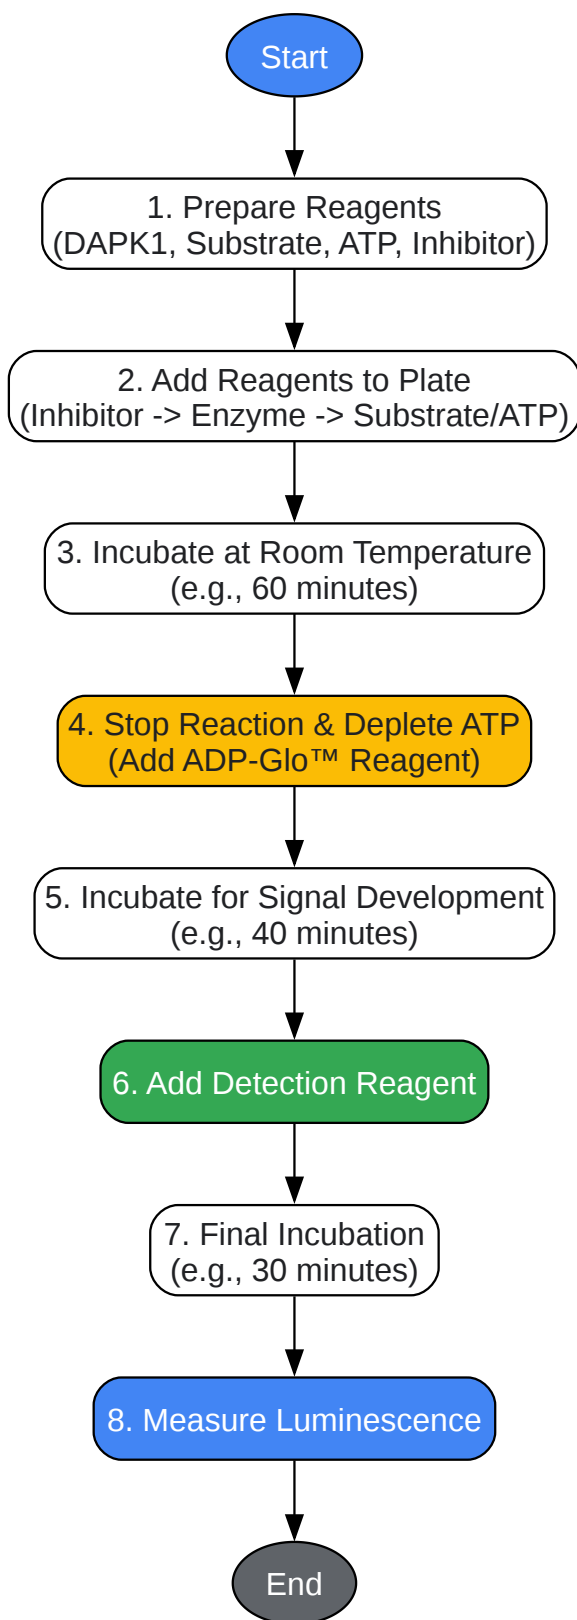 Start
1. Prepare Reagents
(DAPK1, Substrate, ATP, Inhibitor)
2. Add Reagents to Plate
(Inhibitor -> Enzyme -> Substrate/ATP)
3. Incubate at Room Temperature
(e.g., 60 minutes)
4. Stop Reaction & Deplete ATP
(Add ADP-Glo™ Reagent)
5. Incubate for Signal Development
(e.g., 40 minutes)
6. Add Detection Reagent
7. Final Incubation
(e.g., 30 minutes)
8. Measure Luminescence
End